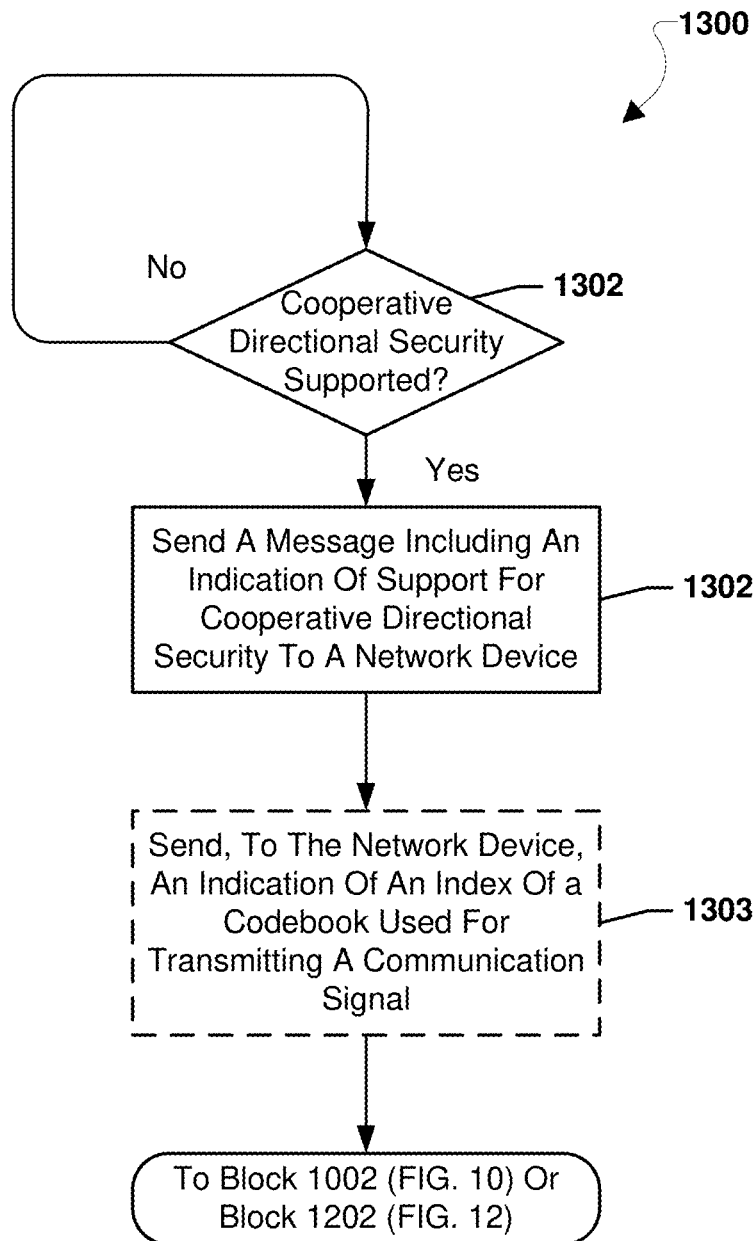 1300
No
1302
Cooperative
Directional Security
Supported?
Yes
Send A Message Including An
Indication Of Support For
Cooperative Directional
Security To A Network Device
1302
Send, To The Network Device,
An Indication Of An Index Of a
Codebook Used For
Transmitting A Communication
Signal
1303
To Block 1002 (FIG. 10) Or
Block 1202 (FIG. 12)